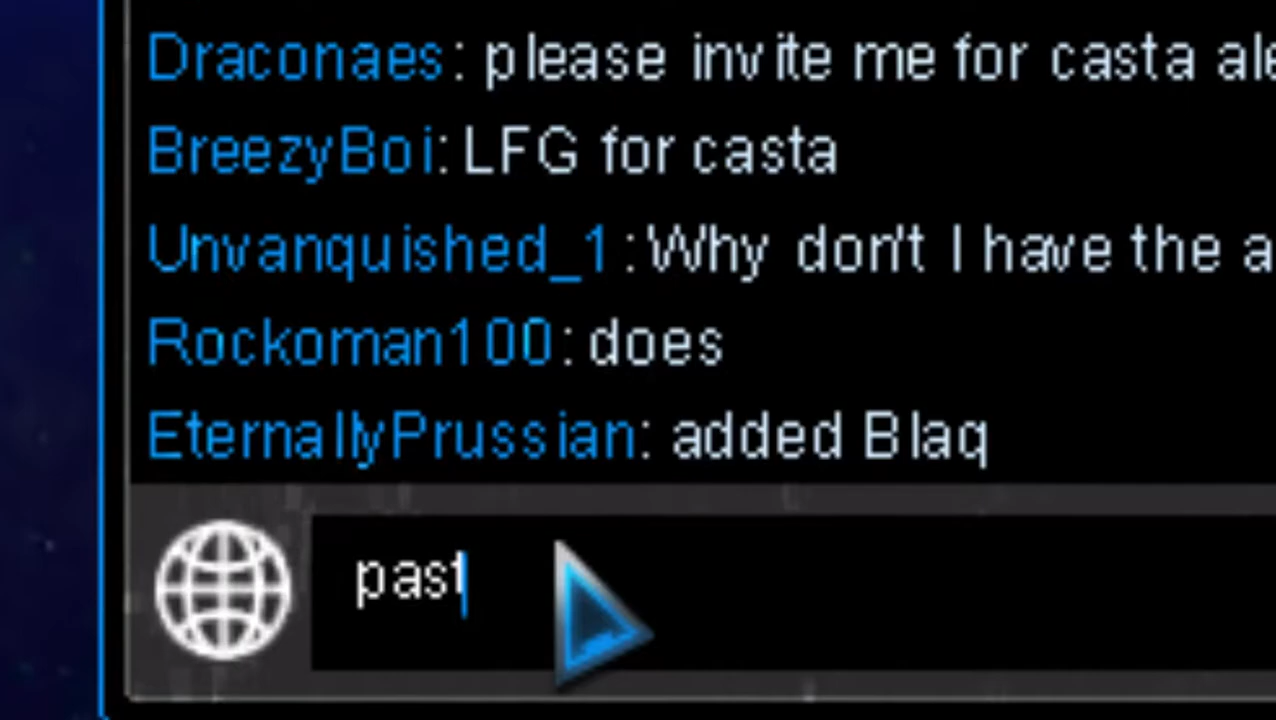 Draconaes: please invite me for casta
BreezyBoi: LFG for casta
Unvanquished_1: Why don't I have the
Rockoman100: does
EternallyPrussian: added Blaq
past